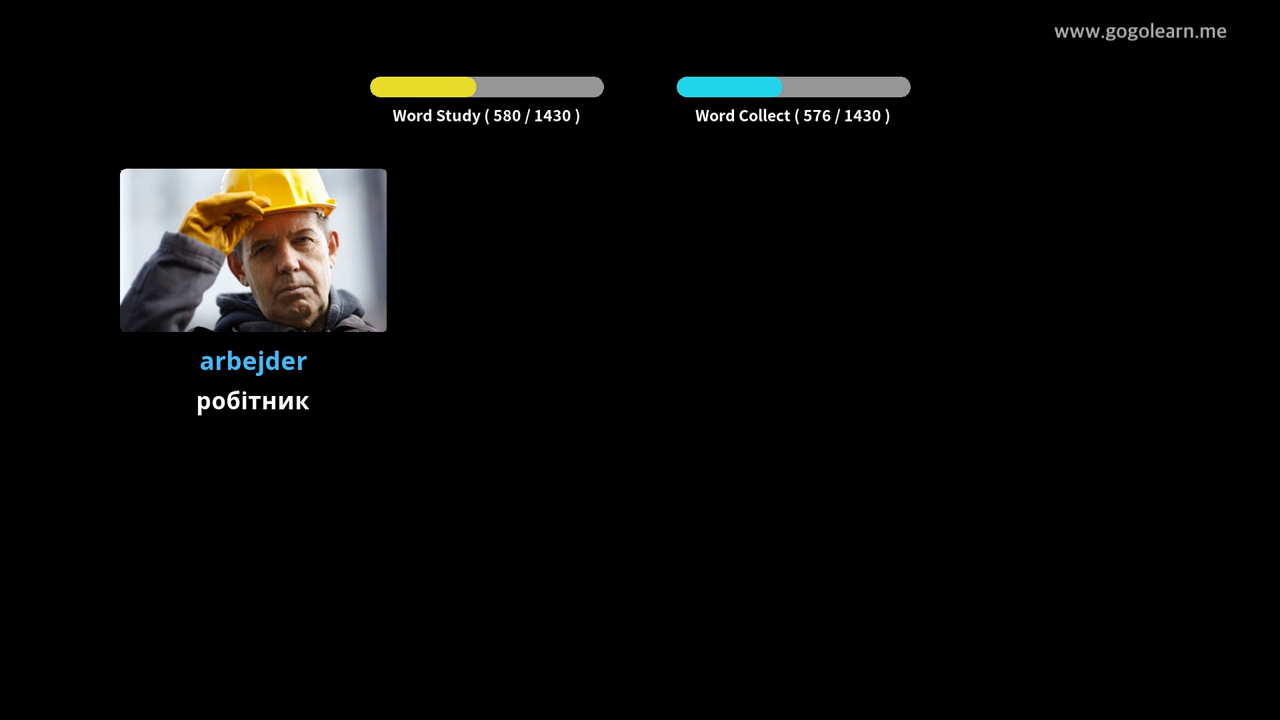 www.gogolearn.me
Word Study ( 580 / 1430 )
Word Collect ( 576 / 1430 )
arbejder
робітник